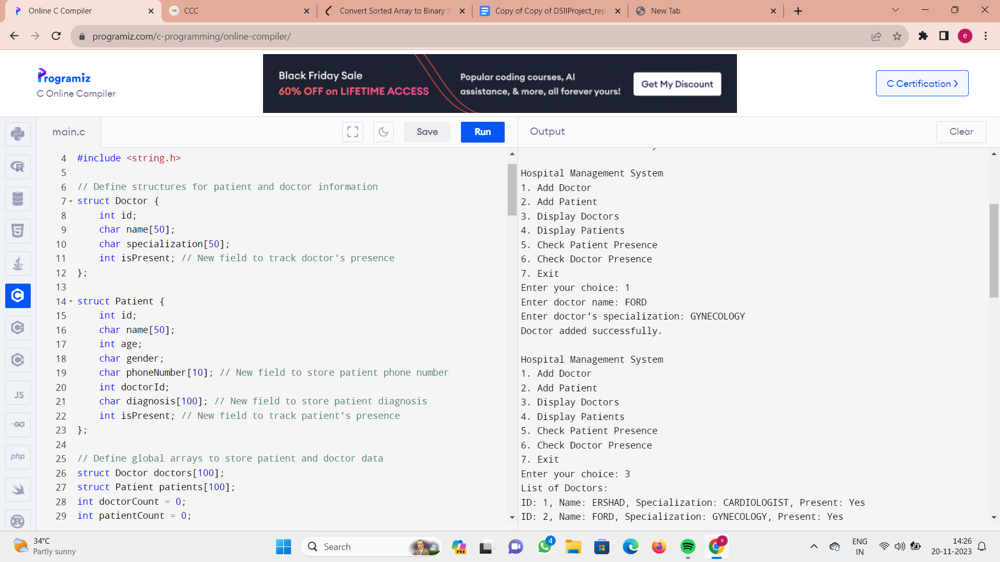 Online C Compiler
CCC
Convert Sorted Array to Binary S
Copy of Copy of DSIIProject_rep
New Tab
programiz.com/c-programming/online-compiler/
e
Programiz
C Online Compiler
Black Friday Sale
60% OFF on LIFETIME ACCESS
Popular coding courses, AI
assistance, & more, all forever yours!
Get My Discount
C Certification >
main.c
Save
Run
Output
Clear
4 #include <string.h>
5
6 // Define structures for patient and doctor information
7 struct Doctor {
8 int id;
9 char name[50];
10 char specialization[50];
11 int isPresent; // New field to track doctor's presence
12 };
13
14 struct Patient {
15 int id;
16 char name[50];
17 int age;
18 char gender;
19 char phoneNumber[10]; // New field to store patient phone number
20 int doctorId;
21 char diagnosis[100]; // New field to store patient diagnosis
22 int isPresent; // New field to track patient's presence
23 };
24
25 // Define global arrays to store patient and doctor data
26 struct Doctor doctors[100];
27 struct Patient patients[100];
28 int doctorCount = 0;
29 int patientCount = 0;
JS
GO
php
Hospital Management System
1. Add Doctor
2. Add Patient
3. Display Doctors
4. Display Patients
5. Check Patient Presence
6. Check Doctor Presence
7. Exit
Enter your choice: 1
Enter doctor name: FORD
Enter doctor's specialization: GYNECOLOGY
Doctor added successfully.
Hospital Management System
1. Add Doctor
2. Add Patient
3. Display Doctors
4. Display Patients
5. Check Patient Presence
6. Check Doctor Presence
7. Exit
Enter your choice: 3
List of Doctors:
ID: 1, Name: ERSHAD, Specialization: CARDIOLOGIST, Present: Yes
ID: 2, Name: FORD, Specialization: GYNECOLOGY, Present: Yes
34°C
Partly sunny
Search
PRE
4
e
ENG
IN
14:26
20-11-2023